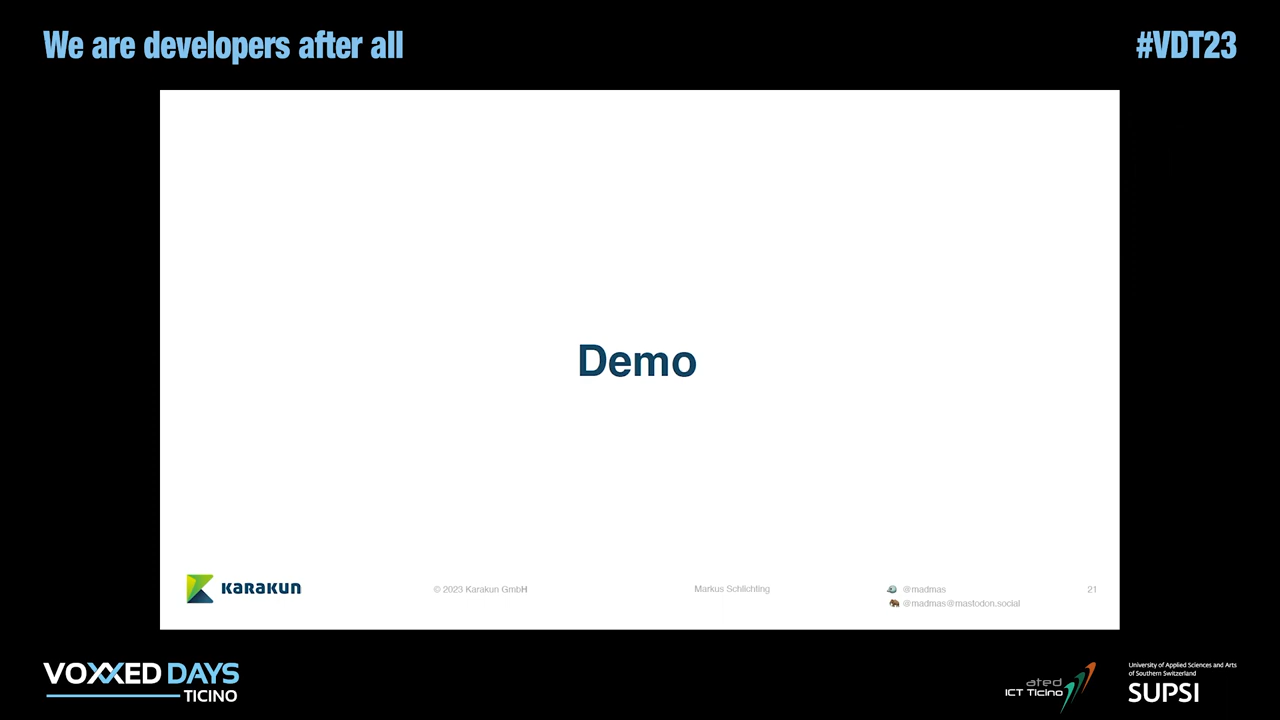 We are developers after all
#VDT23
Demo
KARAKUN
© 2023 Karakun GmbH
Markus Schlichting
@madmas
21
@madmas@mastodon.social
VOXXED DAYS
TICINO
ated
ICT Ticino
University of Applied Sciences and Arts
of Southern Switzerland
SUPSI